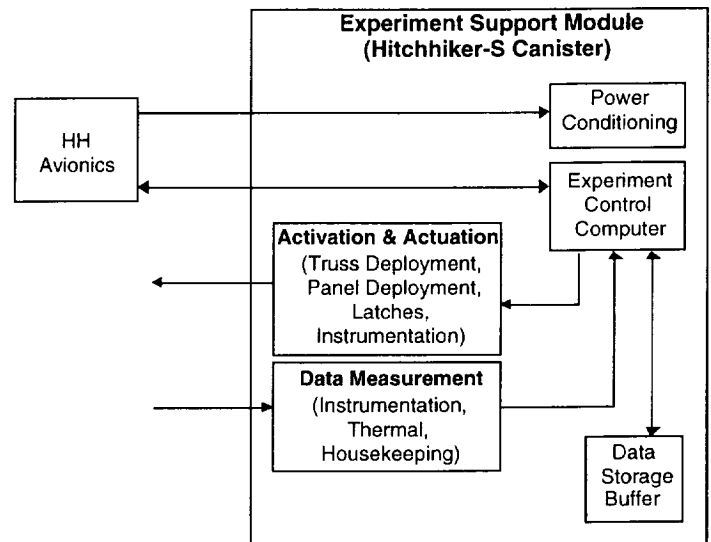 Experiment Support Module
(Hitchhiker-S Canister)
HH
Avionics
Power
Conditioning
Experiment
Control
Computer
Activation & Actuation
(Truss Deployment,
Panel Deployment,
Latches,
Instrumentation)
Data Measurement
(Instrumentation,
Thermal,
Housekeeping)
Data
Storage
Buffer